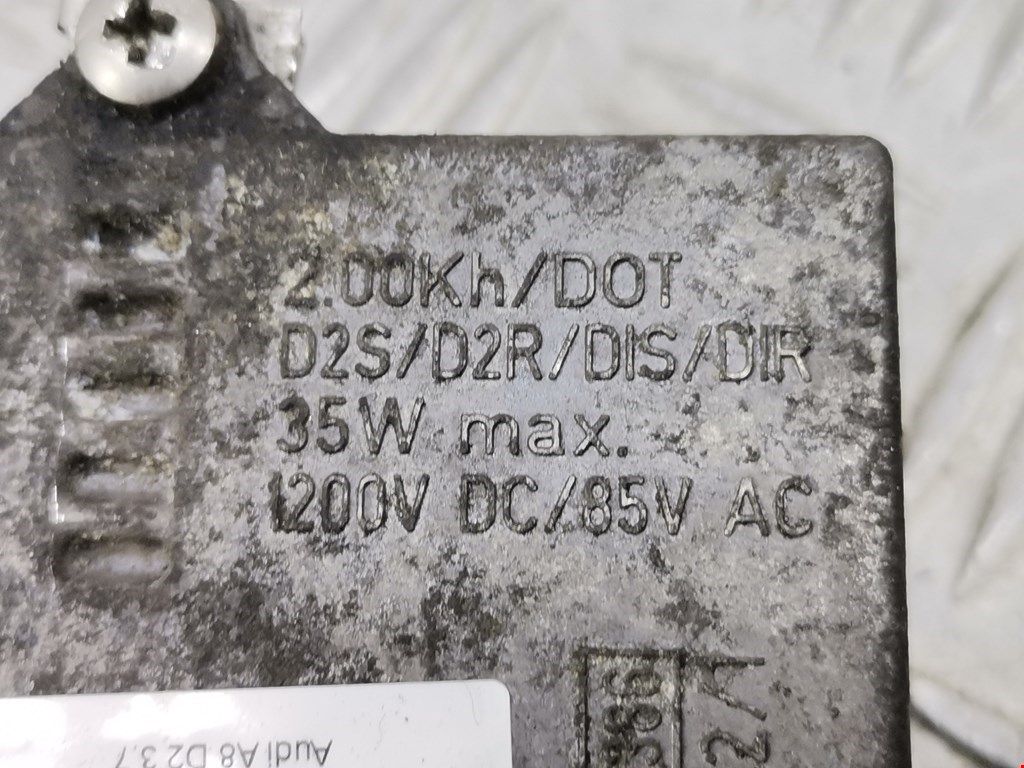 2.00Kh/DOT
D2S/D2R/DIS/DIR
35W max.
1200V DC/85V AC
Audi A8 D2 3.7